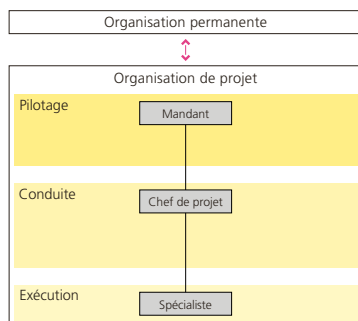 Organisation permanente
Organisation de projet
Pilotage
Mandant
Conduite
Chef de projet
Exécution
Spécialiste